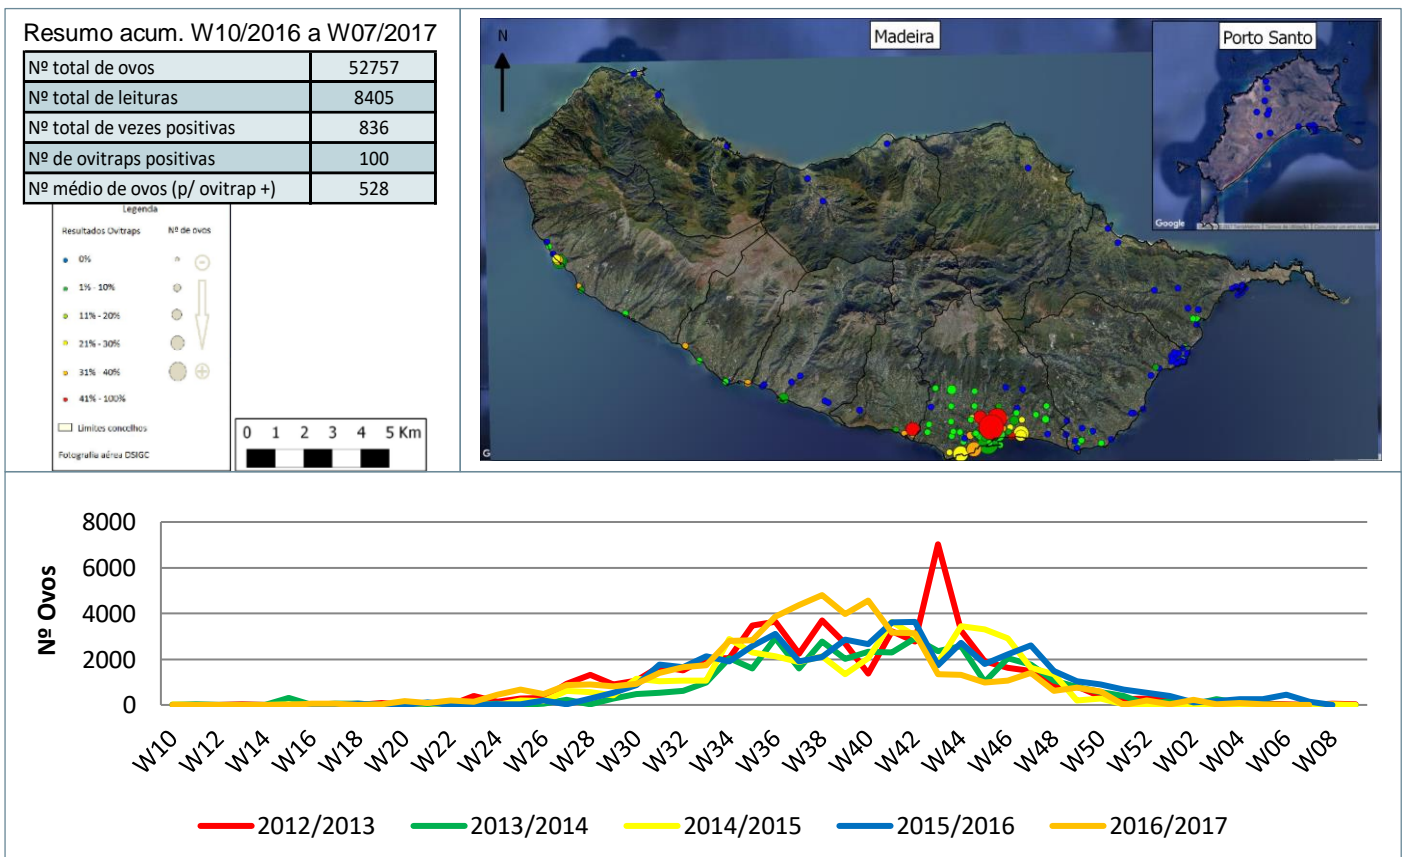 Resumo acum. W10/2016 a W07/2017
Nº total de ovos 52757
Nº total de leituras 8405
Nº total de vezes positivas 836
Nº de ovitraps positivas 100
Nº médio de ovos (p/ ovitrap +) 528
Legenda
Resultados Ovitraps Nº de ovos
0%
1% - 10%
11% - 20%
21% - 30%
31% - 40%
41% - 100%
Limites concelhos
Fotografia aérea DSIGC
0 1 2 3 4 5 Km
N
Madeira
Porto Santo
Google
G
Nº Ovos
8000
6000
4000
2000
0
W10 W12 W14 W16 W18 W20 W22 W24 W26 W28 W30 W32 W34 W36 W38 W40 W42 W44 W46 W48 W50 W52 W02 W04 W06 W08
2012/2013 2013/2014 2014/2015 2015/2016 2016/2017